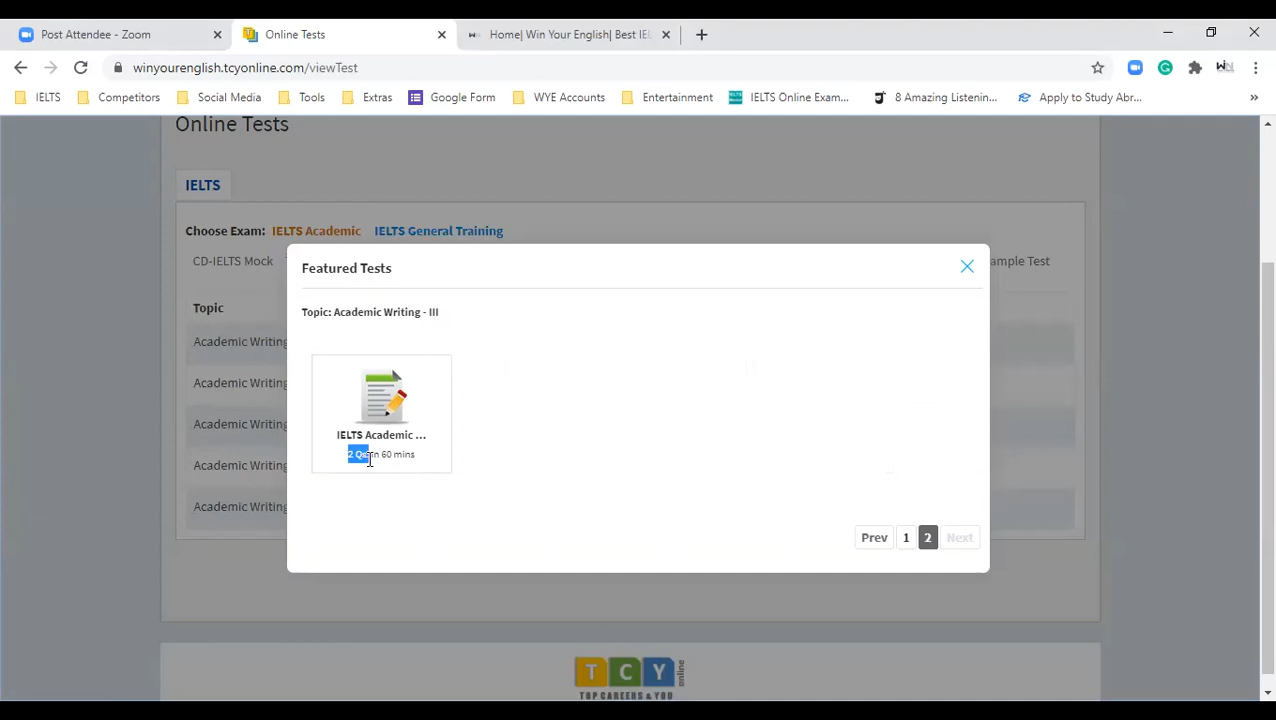 Post Attendee - Zoom
Online Tests
Home| Win Your English| Best IEL
winyourenglish.tcyonline.com/viewTest
IELTS
Competitors
Social Media
Tools
Extras
Google Form
WYE Accounts
Entertainment
IELTS Online Exam...
8 Amazing Listenin...
Apply to Study Abr...
»
Online Tests
IELTS
Choose Exam: IELTS Academic IELTS General Training
CD-IELTS Mock
ample Test
Featured Tests
Topic
Topic: Academic Writing - III
Academic Writing
Academic Writing
Academic Writing
Academic Writing
Academic Writing
IELTS Academic ...
2 Qs in 60 mins
Prev 1 2 Next
TCY online
TOP CAREERS & YOU